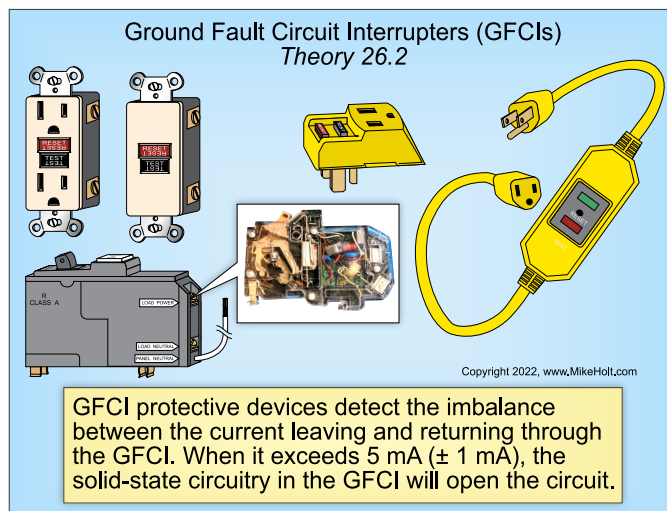 Ground Fault Circuit Interrupters (GFCIs)
Theory 26.2
RESET
TEST
RESET
TEST
RESET
TEST
R
CLASS A
LOAD POWER
LOAD NEUTRAL
PANEL NEUTRAL
Copyright 2022, www.MikeHolt.com
GFCI protective devices detect the imbalance
between the current leaving and returning through
the GFCI. When it exceeds 5 mA (± 1 mA), the
solid-state circuitry in the GFCI will open the circuit.